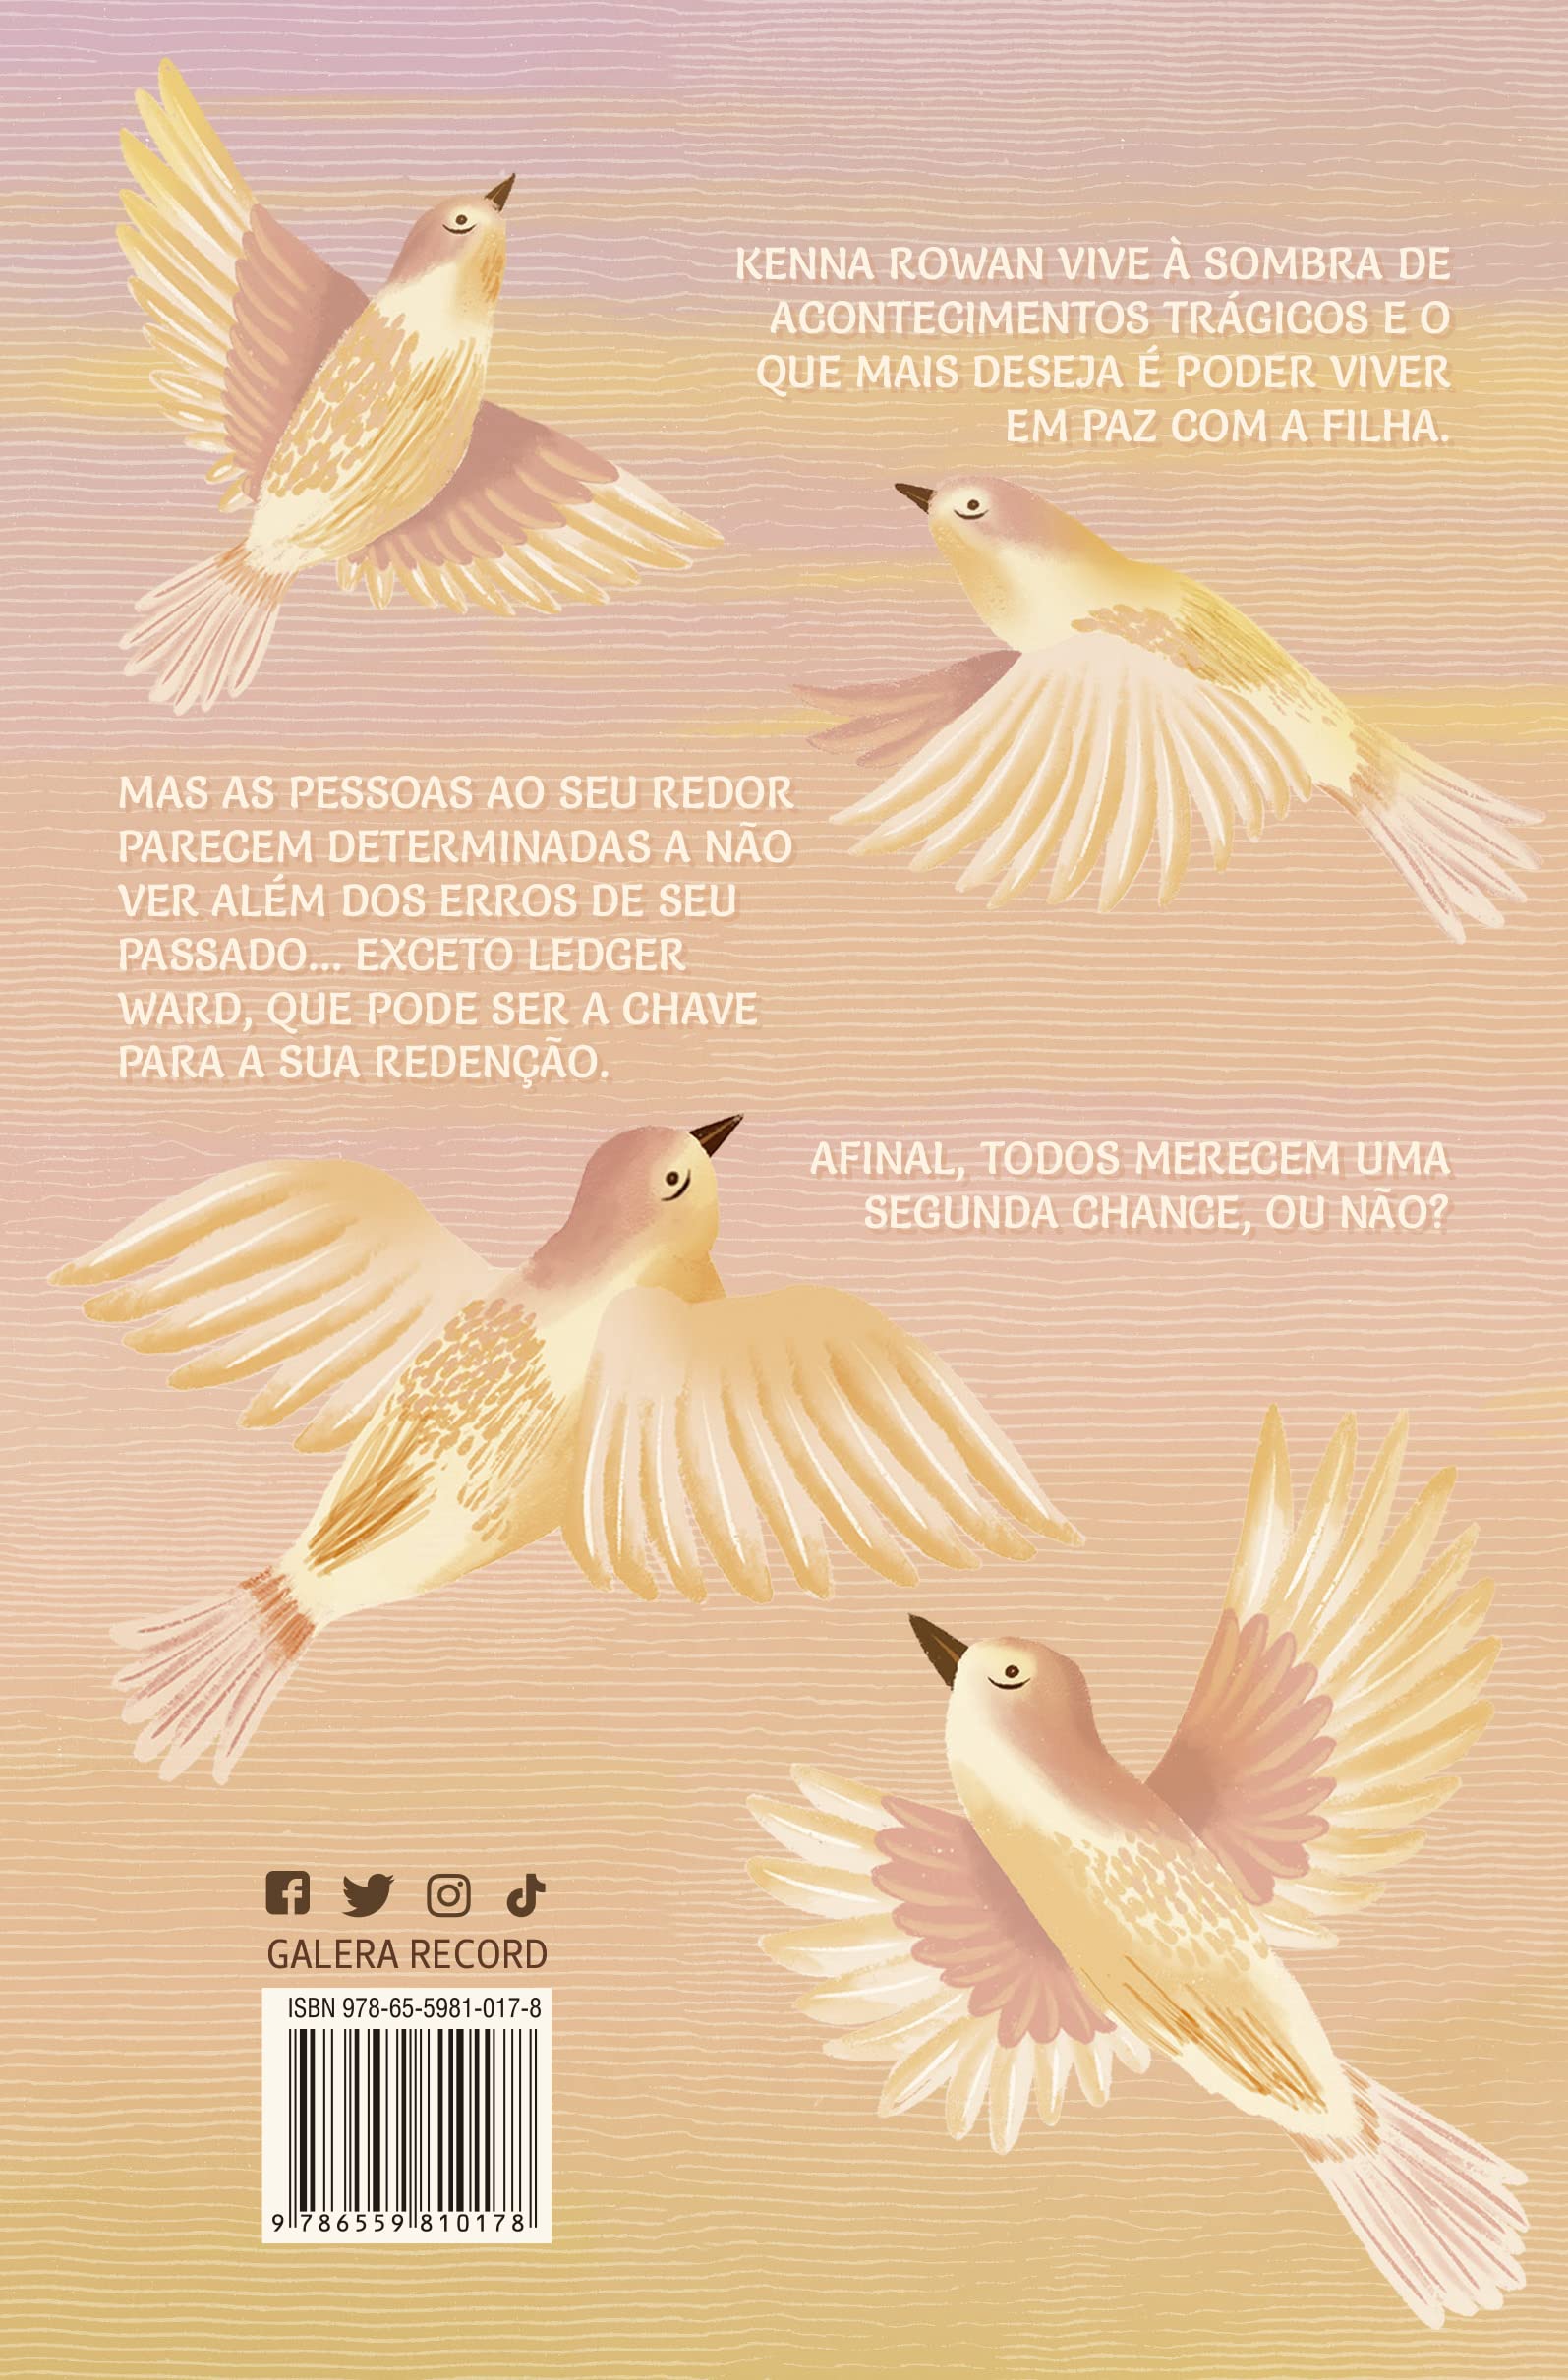 KENNA ROWAN VIVE À SOMBRA DE
ACONTECIMENTOS TRÁGICOS E O
QUE MAIS DESEJA É PODER VIVER
EM PAZ COM A FILHA.
MAS AS PESSOAS AO SEU REDOR
PARECEM DETERMINADAS A NÃO
VER ALÉM DOS ERROS DE SEU
PASSADO... EXCETO LEDGER
WARD, QUE PODE SER A CHAVE
PARA A SUA REDENÇÃO.
AFINAL, TODOS MERECEM UMA
SEGUNDA CHANCE, OU NÃO?
GALERA RECORD
ISBN 978-65-5981-017-8
9 786559 810178